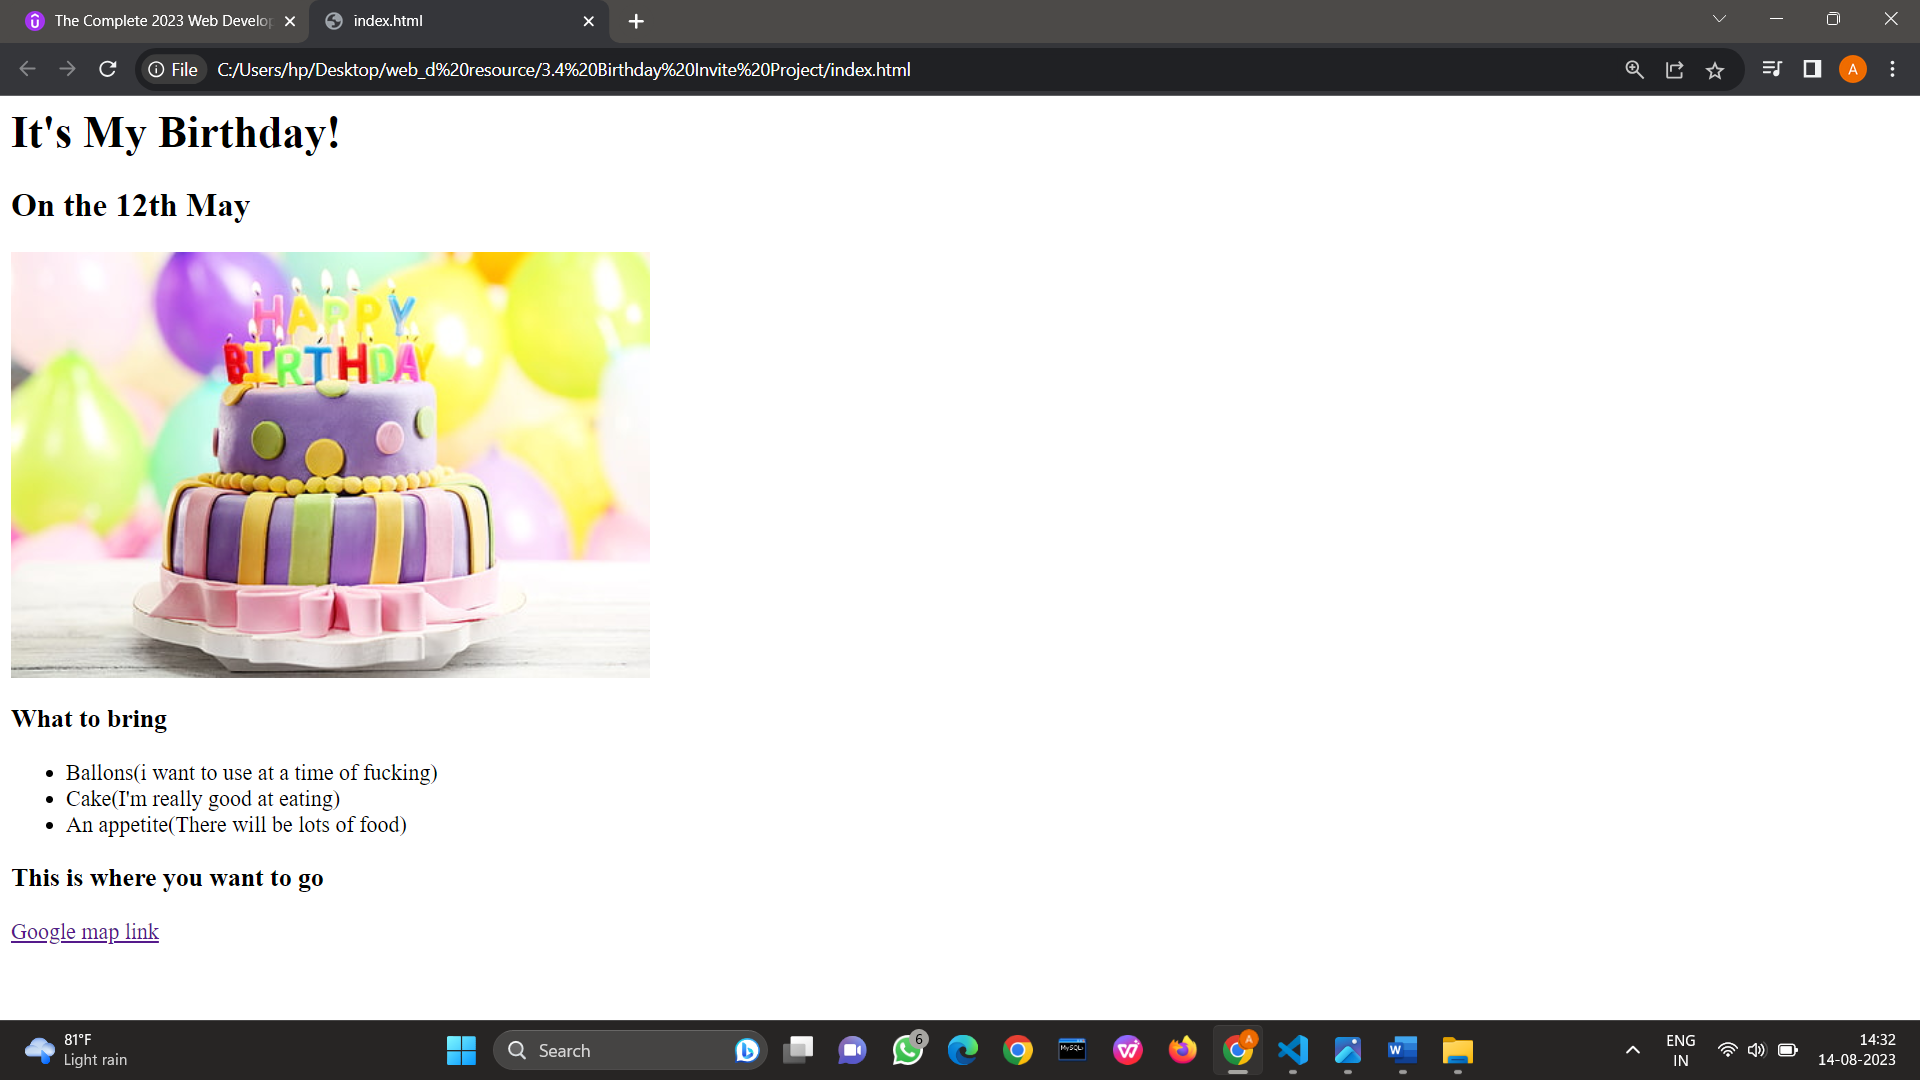 The Complete 2023 Web Develop
index.html
File
C:/Users/hp/Desktop/web_d%20resource/3.4%20Birthday%20Invite%20Project/index.html
A
It's My Birthday!
On the 12th May
HAPPY
BIRTHDAY
What to bring
Ballons(i want to use at a time of fucking)
Cake(I'm really good at eating)
An appetite(There will be lots of food)
This is where you want to go
Google map link
81°F
Light rain
Search
6
MySQL
A
W
ENG
IN
14:32
14-08-2023